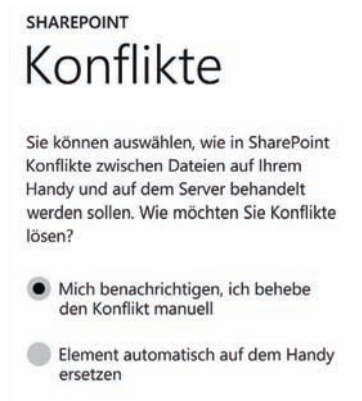 SHAREPOINT
Konflikte
Sie können auswählen, wie in SharePoint
Konflikte zwischen Dateien auf Ihrem
Handy und auf dem Server behandelt
werden sollen. Wie möchten Sie Konflikte
lösen?
Mich benachrichtigen, ich behebe
den Konflikt manuell
Element automatisch auf dem Handy
ersetzen